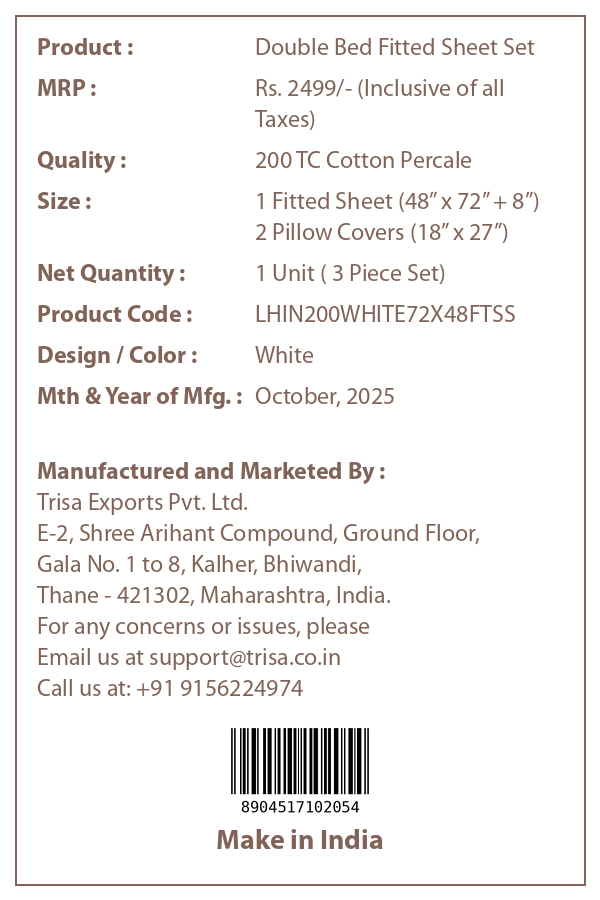 Product : Double Bed Fitted Sheet Set
MRP : Rs. 2499/- (Inclusive of all
Taxes)
Quality : 200 TC Cotton Percale
Size : 1 Fitted Sheet (48” x 72” + 8”)
2 Pillow Covers (18” x 27”)
Net Quantity : 1 Unit ( 3 Piece Set)
Product Code : LHIN200WHITE72X48FTSS
Design / Color : White
Mth & Year of Mfg. : October, 2025
Manufactured and Marketed By :
Trisa Exports Pvt. Ltd.
E-2, Shree Arihant Compound, Ground Floor,
Gala No. 1 to 8, Kalher, Bhiwandi,
Thane - 421302, Maharashtra, India.
For any concerns or issues, please
Email us at support@trisa.co.in
Call us at: +91 9156224974
8904517102054
Make in India